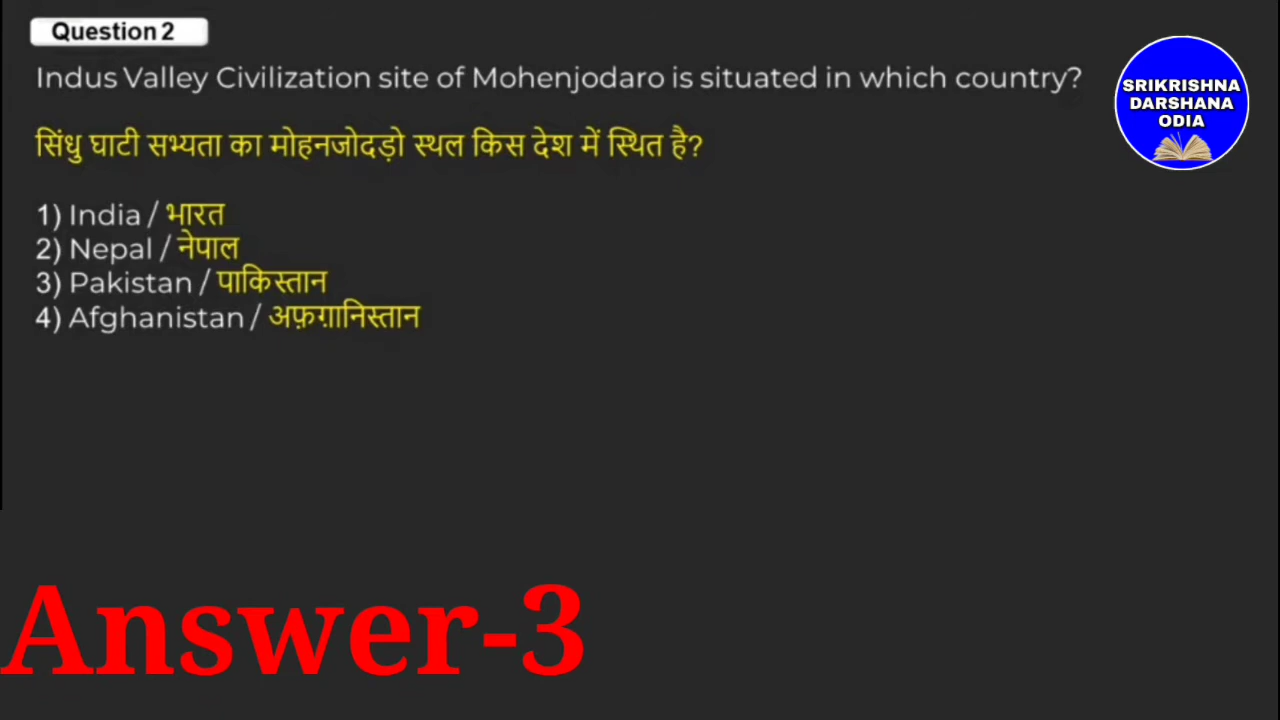 Question 2
Indus Valley Civilization site of Mohenjodaro is situated in which country?
SRIKRISHNA
DARSHANA
ODIA
सिंधु घाटी सभ्यता का मोहनजोदड़ो स्थल किस देश में स्थित है?
1) India / भारत
2) Nepal / नेपाल
3) Pakistan / पाकिस्तान
4) Afghanistan / अफ़ग़ानिस्तान
Answer-3